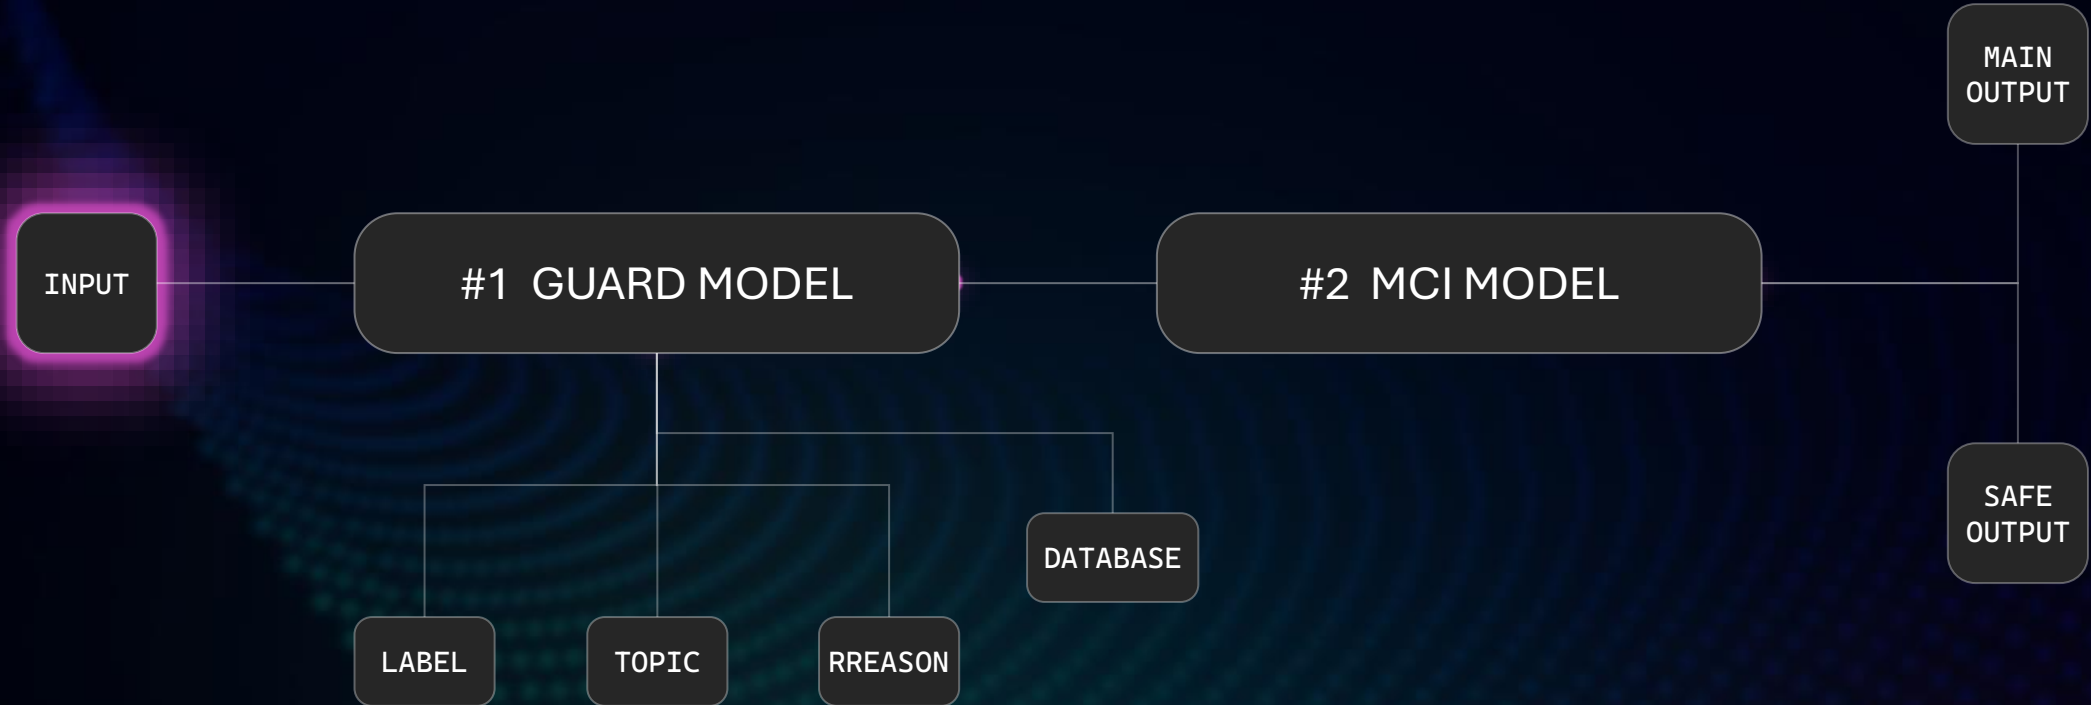 MAIN
OUTPUT
INPUT
#1 GUARD MODEL
#2 MCI MODEL
SAFE
OUTPUT
DATABASE
LABEL
TOPIC
RREASON